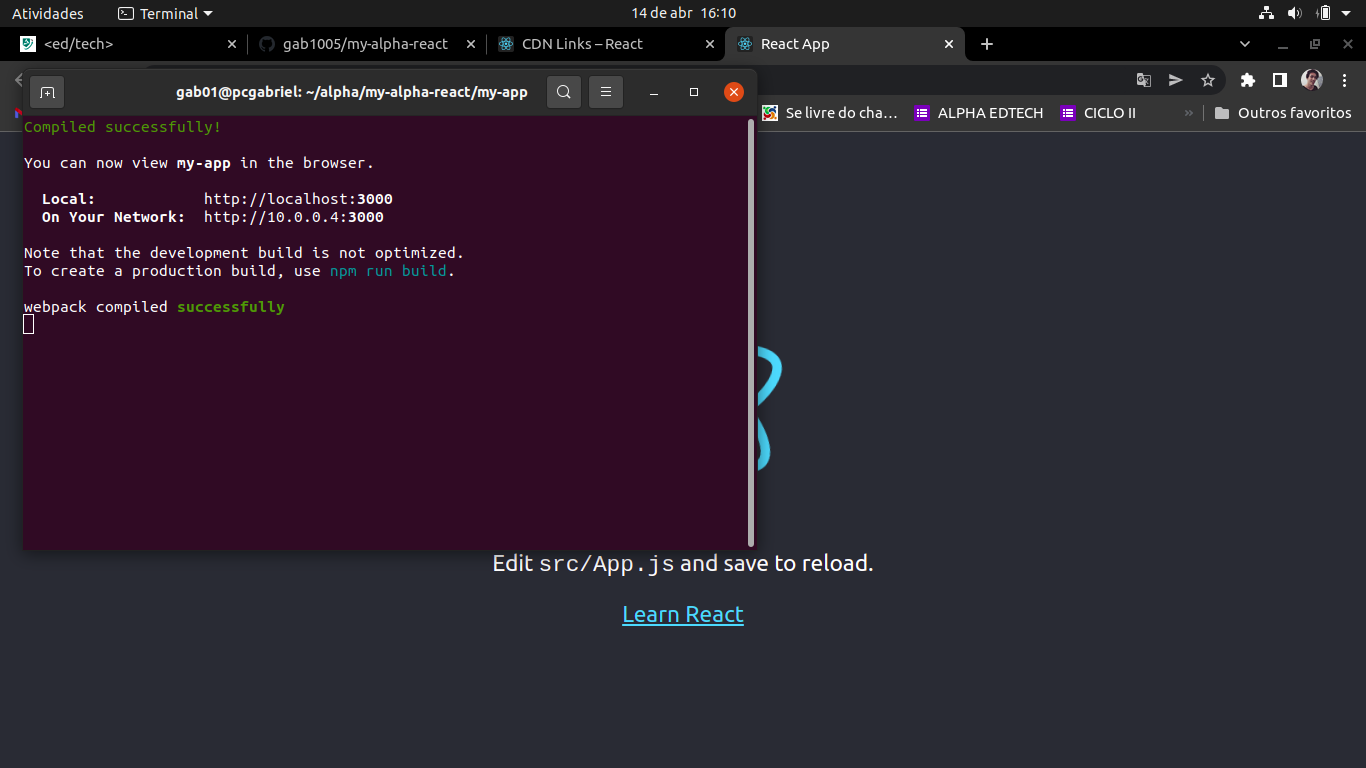 Atividades
Terminal
14 de abr 16:10
<ed/tech>
gab1005/my-alpha-react
CDN Links – React
React App
gab01@pcgabriel: ~/alpha/my-alpha-react/my-app
Se livre do cha…
ALPHA EDTECH
CICLO II
»
Outros favoritos
Compiled successfully!
You can now view my-app in the browser.
Local: http://localhost:3000
On Your Network: http://10.0.0.4:3000
Note that the development build is not optimized.
To create a production build, use npm run build.
webpack compiled successfully
Edit src/App.js and save to reload.
Learn React